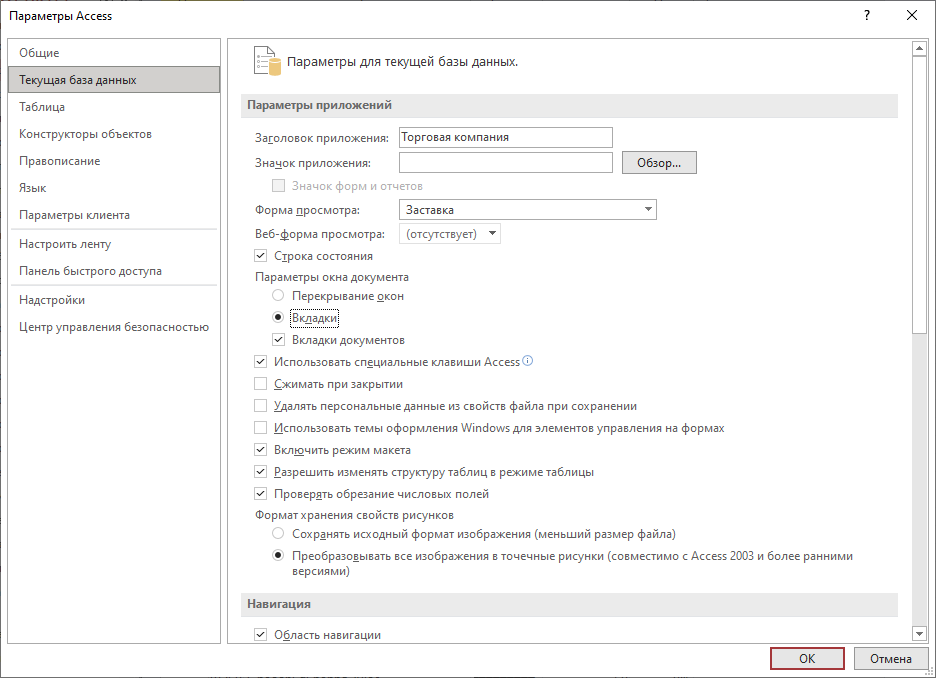 Параметры Access
?
Общие
Текущая база данных
Таблица
Конструкторы объектов
Правописание
Язык
Параметры клиента
Настроить ленту
Панель быстрого доступа
Надстройки
Центр управления безопасностью
Параметры для текущей базы данных.
Параметры приложений
Заголовок приложения: Торговая компания
Значок приложения: Обзор...
Значок форм и отчетов
Форма просмотра: Заставка
Веб-форма просмотра: (отсутствует)
Строка состояния
Параметры окна документа
Перекрывание окон
Вкладки
Вкладки документов
Использовать специальные клавиши Access
Сжимать при закрытии
Удалять персональные данные из свойств файла при сохранении
Использовать темы оформления Windows для элементов управления на формах
Включить режим макета
Разрешить изменять структуру таблиц в режиме таблицы
Проверять обрезание числовых полей
Формат хранения свойств рисунков
Сохранять исходный формат изображения (меньший размер файла)
Преобразовывать все изображения в точечные рисунки (совместимо с Access 2003 и более ранними
версиями)
Навигация
Область навигации
ОК
Отмена